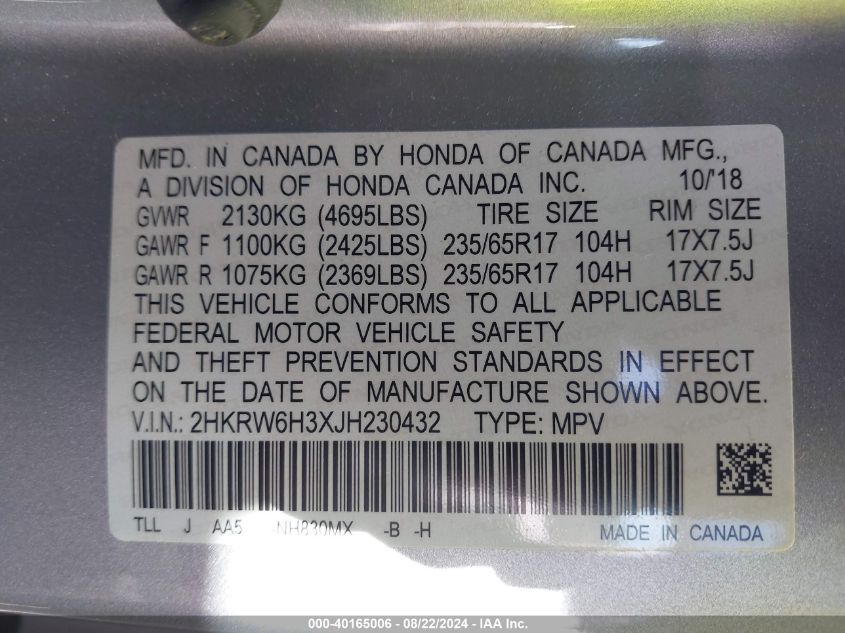 MFD. IN CANADA BY HONDA OF CANADA MFG.,
A DIVISION OF HONDA CANADA INC. 10/'18
GVWR 2130KG (4695LBS) TIRE SIZE RIM SIZE
GAWR F 1100KG (2425LBS) 235/65R17 104H 17X7.5J
GAWR R 1075KG (2369LBS) 235/65R17 104H 17X7.5J
THIS VEHICLE CONFORMS TO ALL APPLICABLE
FEDERAL MOTOR VEHICLE SAFETY
AND THEFT PREVENTION STANDARDS IN EFFECT
ON THE DATE OF MANUFACTURE SHOWN ABOVE.
V.I.N.: 2HKRW6H3XJH230432 TYPE: MPV
TLL J AA5 NH830MX -B -H
MADE IN CANADA
000-40165006 - 08/22/2024 - IAA Inc.